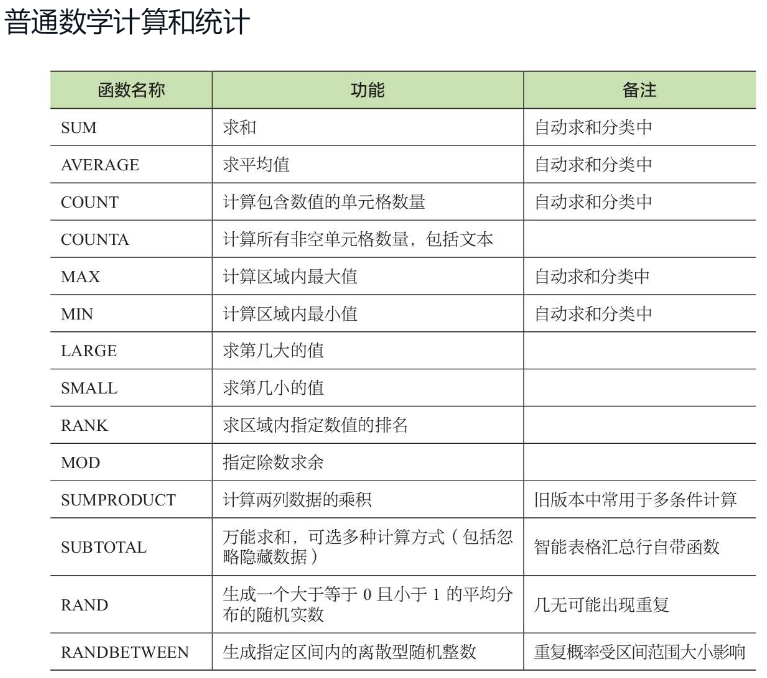 普通数学计算和统计
函数名称 功能 备注
SUM 求和 自动求和分类中
AVERAGE 求平均值 自动求和分类中
COUNT 计算包含数值的单元格数量 自动求和分类中
COUNTA 计算所有非空单元格数量，包括文本
MAX 计算区域内最大值 自动求和分类中
MIN 计算区域内最小值 自动求和分类中
LARGE 求第几大的值
SMALL 求第几小的值
RANK 求区域内指定数值的排名
MOD 指定除数求余
SUMPRODUCT 计算两列数据的乘积 旧版本中常用于多条件计算
SUBTOTAL 万能求和，可选多种计算方式（包括忽
略隐藏数据） 智能表格汇总行自带函数
RAND 生成一个大于等于 0 且小于 1 的平均分
布的随机实数 几无可能出现重复
RANDBETWEEN 生成指定区间内的离散型随机整数 重复概率受区间范围大小影响